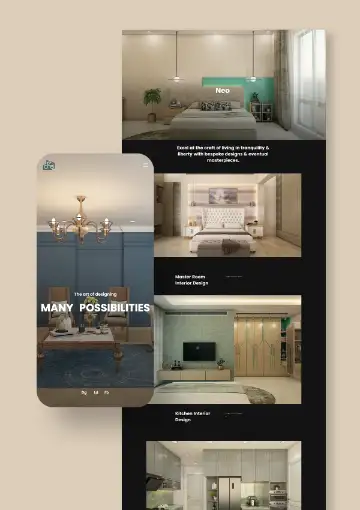 Neo
Excel at the craft of living in tranquility &
liberty with bespoke designs & eventual
masterpieces.
The art of designing
MANY POSSIBILITIES
Master Room
Interior Design
Kitchen Interior
Design